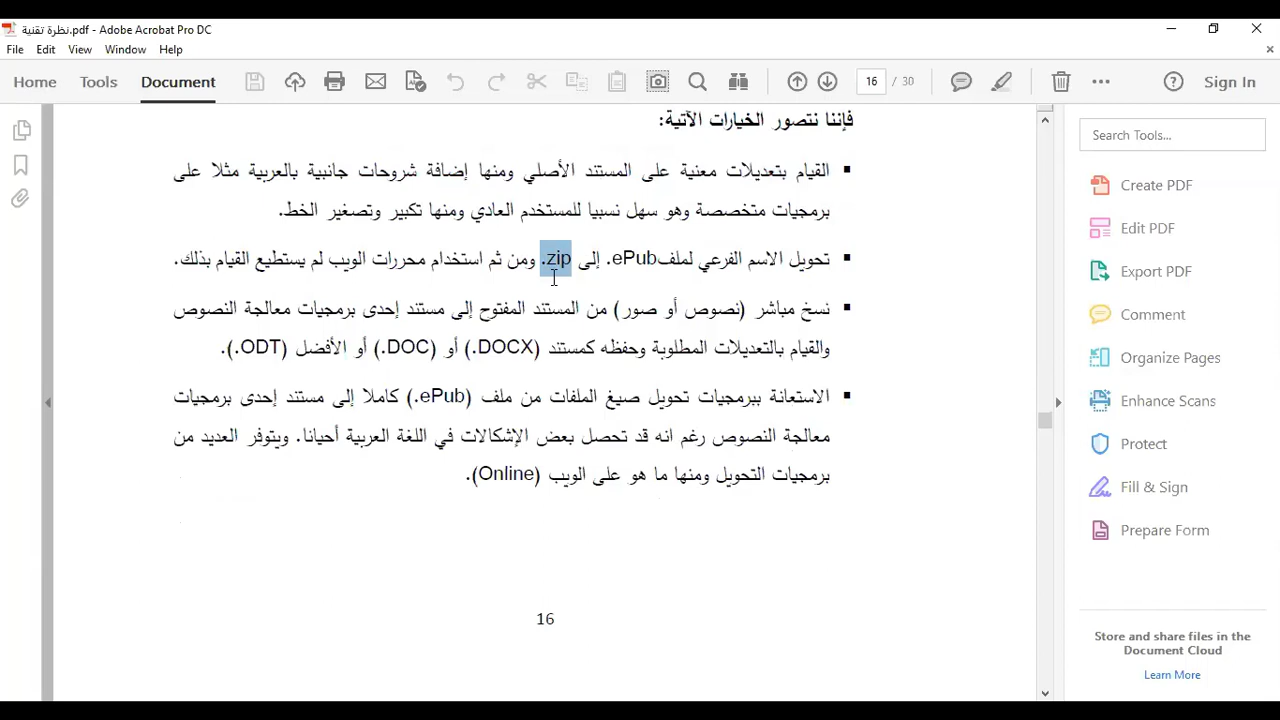 نظرة تقنية.pdf - Adobe Acrobat Pro DC
File Edit View Window Help
Home Tools Document 16 / 30 Sign In
فإننا نتصور الخيارات الآتية:
▪ القيام بتعديلات معنية على المستند الأصلي ومنها إضافة شروحات جانبية بالعربية مثلا على
برمجيات متخصصة وهو سهل نسبيا للمستخدم العادي ومنها تكبير وتصغير الخط.
▪ تحويل الاسم الفرعي لملفePub. إلى zip. ومن ثم استخدام محررات الويب لم يستطيع القيام بذلك.
▪ نسخ مباشر (نصوص أو صور) من المستند المفتوح إلى مستند إحدى برمجيات معالجة النصوص
والقيام بالتعديلات المطلوبة وحفظه كمستند (DOCX.) أو (DOC.) أو الأفضل (ODT.).
▪ الاستعانة ببرمجيات تحويل صيغ الملفات من ملف (ePub.) كاملا إلى مستند إحدى برمجيات
معالجة النصوص رغم انه قد تحصل بعض الإشكالات في اللغة العربية أحيانا. ويتوفر العديد من
برمجيات التحويل ومنها ما هو على الويب (Online).
16
Search Tools...
Create PDF
Edit PDF
Export PDF
Comment
Organize Pages
Enhance Scans
Protect
Fill & Sign
Prepare Form
Store and share files in the
Document Cloud
Learn More